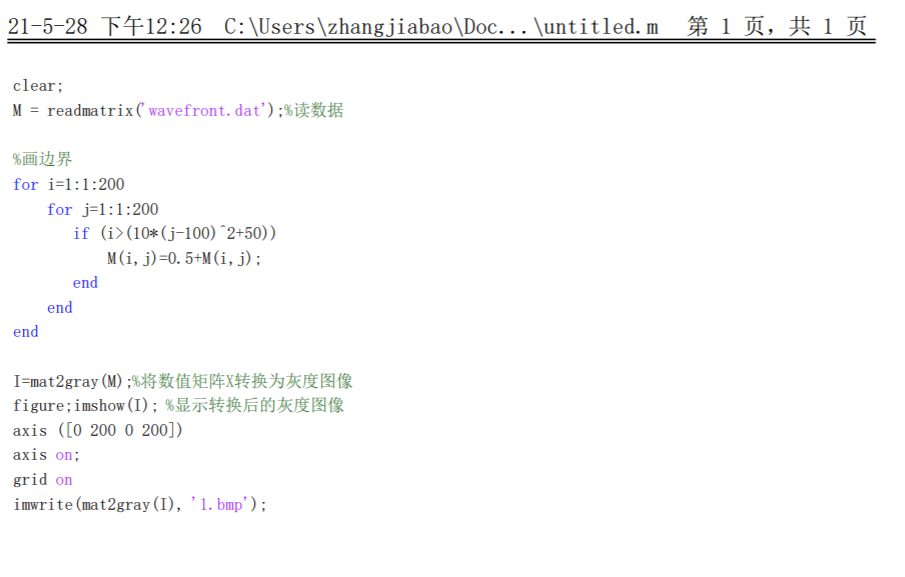 21-5-28 下午12:26 C:\Users\zhangjiabao\Doc...\untitled.m 第 1 页，共 1 页
clear;
M = readmatrix('wavefront.dat');%读数据
%画边界
for i=1:1:200
for j=1:1:200
if (i>(10*(j-100)^2+50))
M(i,j)=0.5+M(i,j);
end
end
end
I=mat2gray(M);%将数值矩阵X转换为灰度图像
figure;imshow(I); %显示转换后的灰度图像
axis ([0 200 0 200])
axis on;
grid on
imwrite(mat2gray(I), '1.bmp');